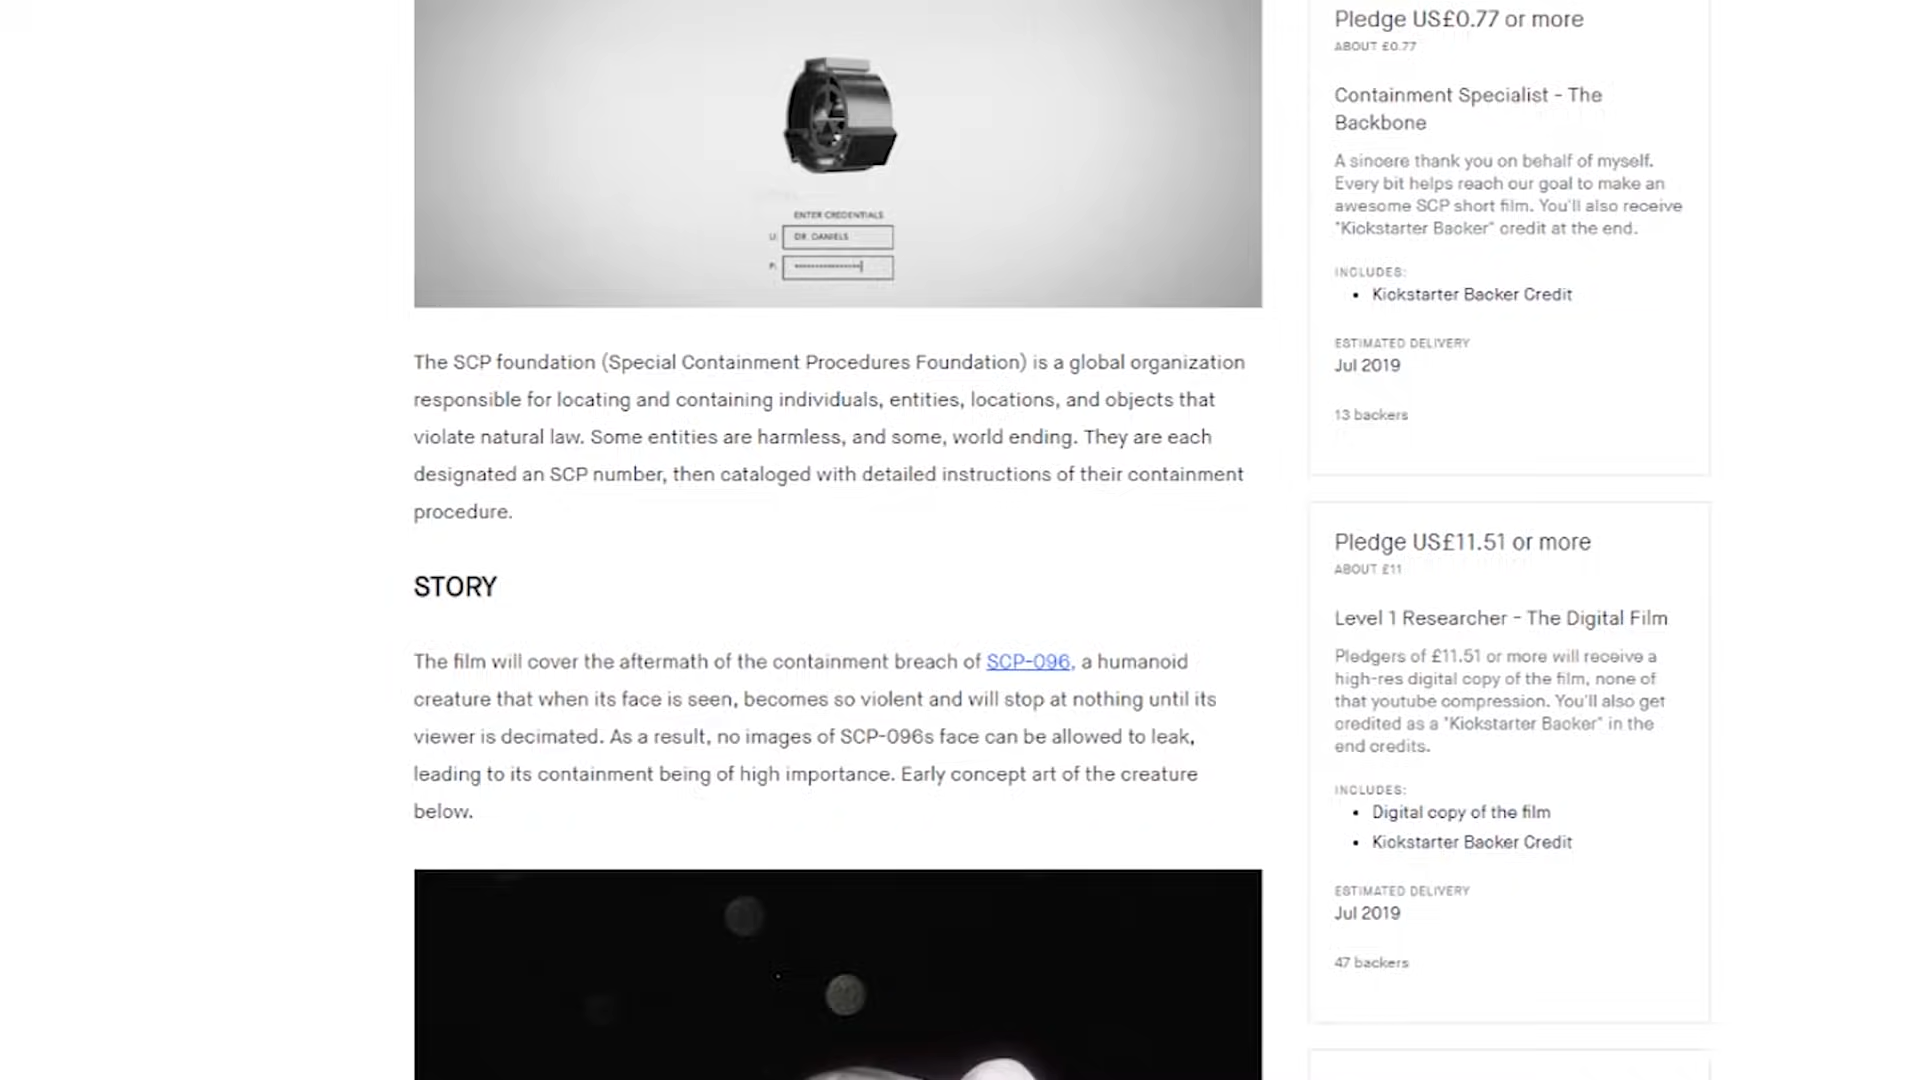 ENTER CREDENTIALS
U: DR. DANIELS
P:
The SCP foundation (Special Containment Procedures Foundation) is a global organization
responsible for locating and containing individuals, entities, locations, and objects that
violate natural law. Some entities are harmless, and some, world ending. They are each
designated an SCP number, then cataloged with detailed instructions of their containment
procedure.
STORY
The film will cover the aftermath of the containment breach of SCP-096, a humanoid
creature that when its face is seen, becomes so violent and will stop at nothing until its
viewer is decimated. As a result, no images of SCP-096s face can be allowed to leak,
leading to its containment being of high importance. Early concept art of the creature
below.
Pledge US£0.77 or more
ABOUT £0.77
Containment Specialist - The
Backbone
A sincere thank you on behalf of myself.
Every bit helps reach our goal to make an
awesome SCP short film. You'll also receive
"Kickstarter Backer" credit at the end.
INCLUDES:
• Kickstarter Backer Credit
ESTIMATED DELIVERY
Jul 2019
13 backers
Pledge US£11.51 or more
ABOUT £11
Level 1 Researcher - The Digital Film
Pledgers of £11.51 or more will receive a
high-res digital copy of the film, none of
that youtube compression. You'll also get
credited as a "Kickstarter Backer" in the
end credits.
INCLUDES:
• Digital copy of the film
• Kickstarter Backer Credit
ESTIMATED DELIVERY
Jul 2019
47 backers